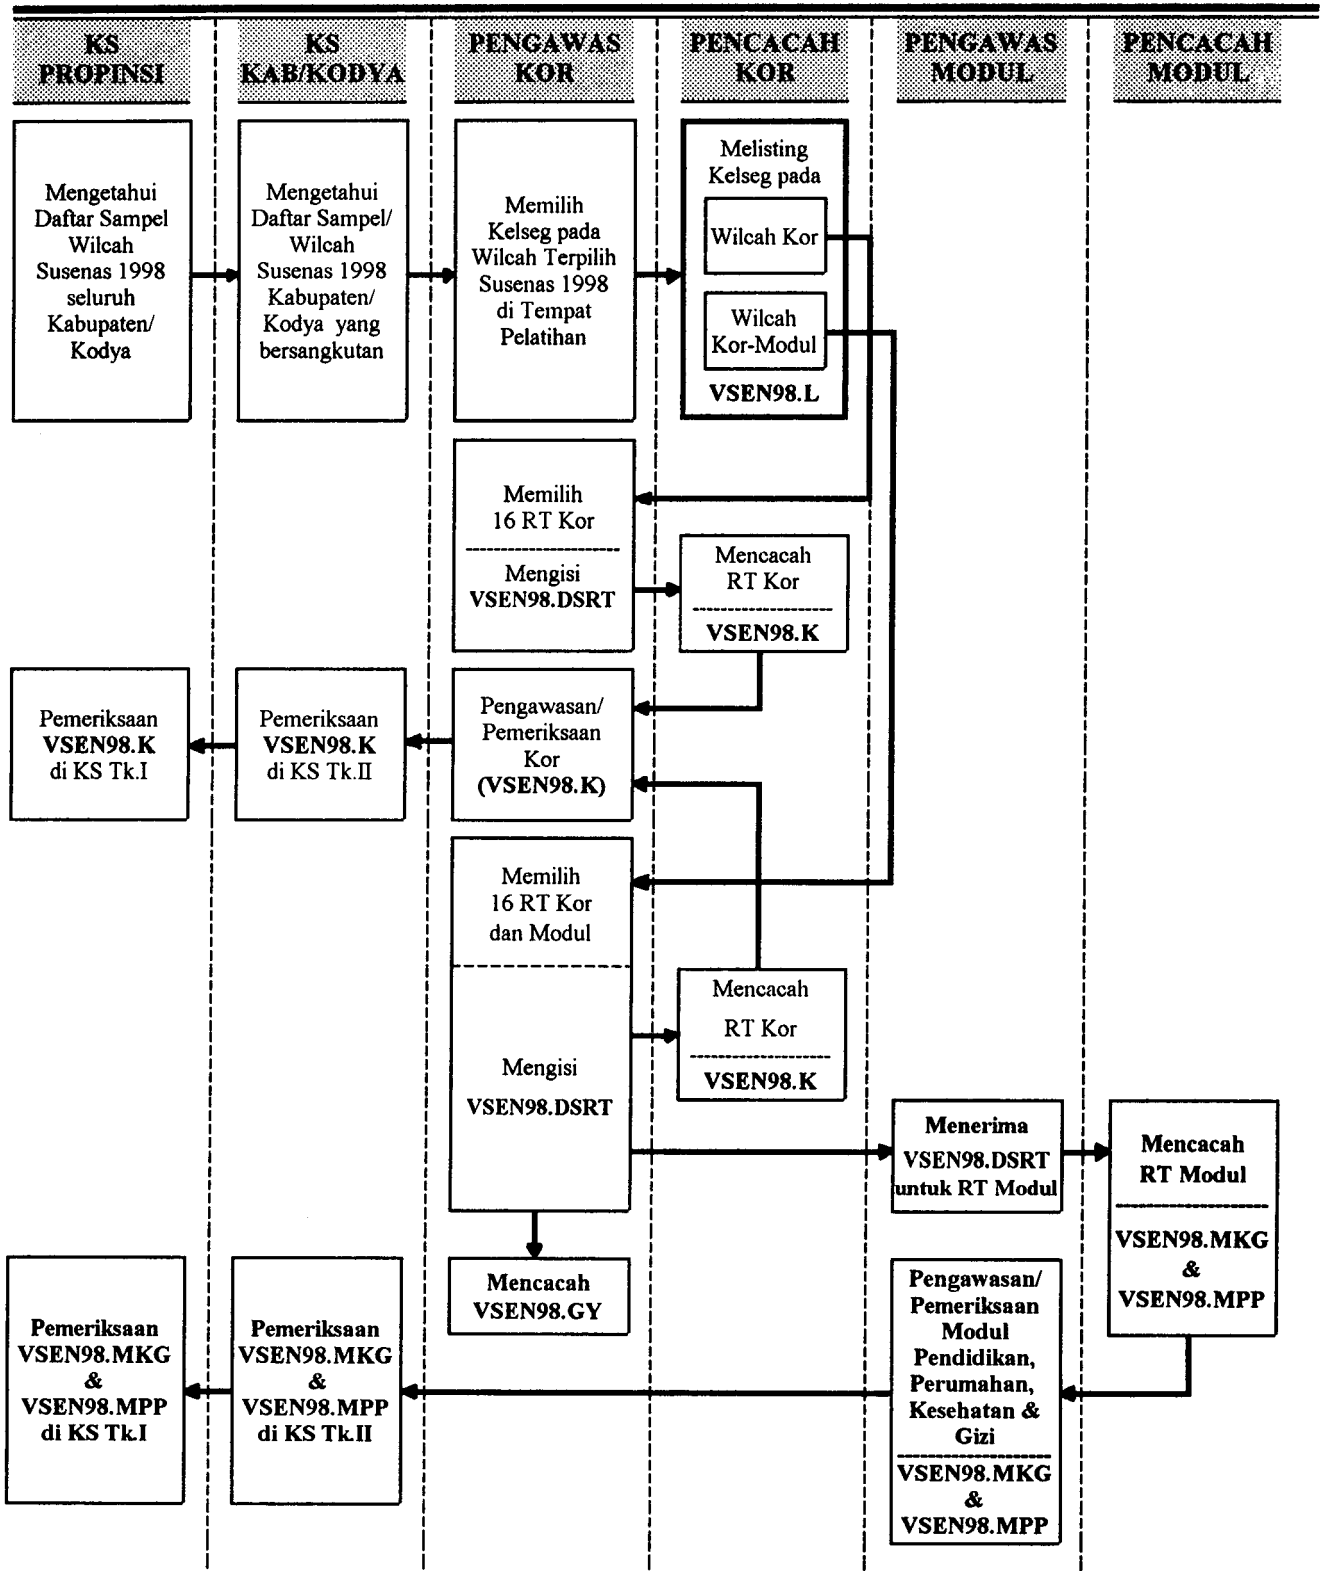 KS
PROPINSI
KS
KAB/KODYA
PENGAWAS
KOR
PENCACAH
KOR
PENGAWAS
MODUL
PENCACAH
MODUL
Mengetahui
Daftar Sampel
Wilcah
Susenas 1998
seluruh
Kabupaten/
Kodya
Mengetahui
Daftar Sampel/
Wilcah
Susenas 1998
Kabupaten/
Kodya yang
bersangkutan
Memilih
Kelseg pada
Wilcah Terpilih
Susenas 1998
di Tempat
Pelatihan
Melisting
Kelseg pada
Wilcah Kor
Wilcah
Kor-Modul
VSEN98.L
Memilih
16 RT Kor
Mengisi
VSEN98.DSRT
Mencacah
RT Kor
VSEN98.K
Pemeriksaan
VSEN98.K
di KS Tk.I
Pemeriksaan
VSEN98.K
di KS Tk.II
Pengawasan/
Pemeriksaan
Kor
(VSEN98.K)
Memilih
16 RT Kor
dan Modul
Mengisi
VSEN98.DSRT
Mencacah
RT Kor
VSEN98.K
Menerima
VSEN98.DSRT
untuk RT Modul
Mencacah
RT Modul
VSEN98.MKG
&
VSEN98.MPP
Mencacah
VSEN98.GY
Pemeriksaan
VSEN98.MKG
&
VSEN98.MPP
di KS Tk.I
Pemeriksaan
VSEN98.MKG
&
VSEN98.MPP
di KS Tk.II
Pengawasan/
Pemeriksaan
Modul
Pendidikan,
Perumahan,
Kesehatan &
Gizi
VSEN98.MKG
&
VSEN98.MPP